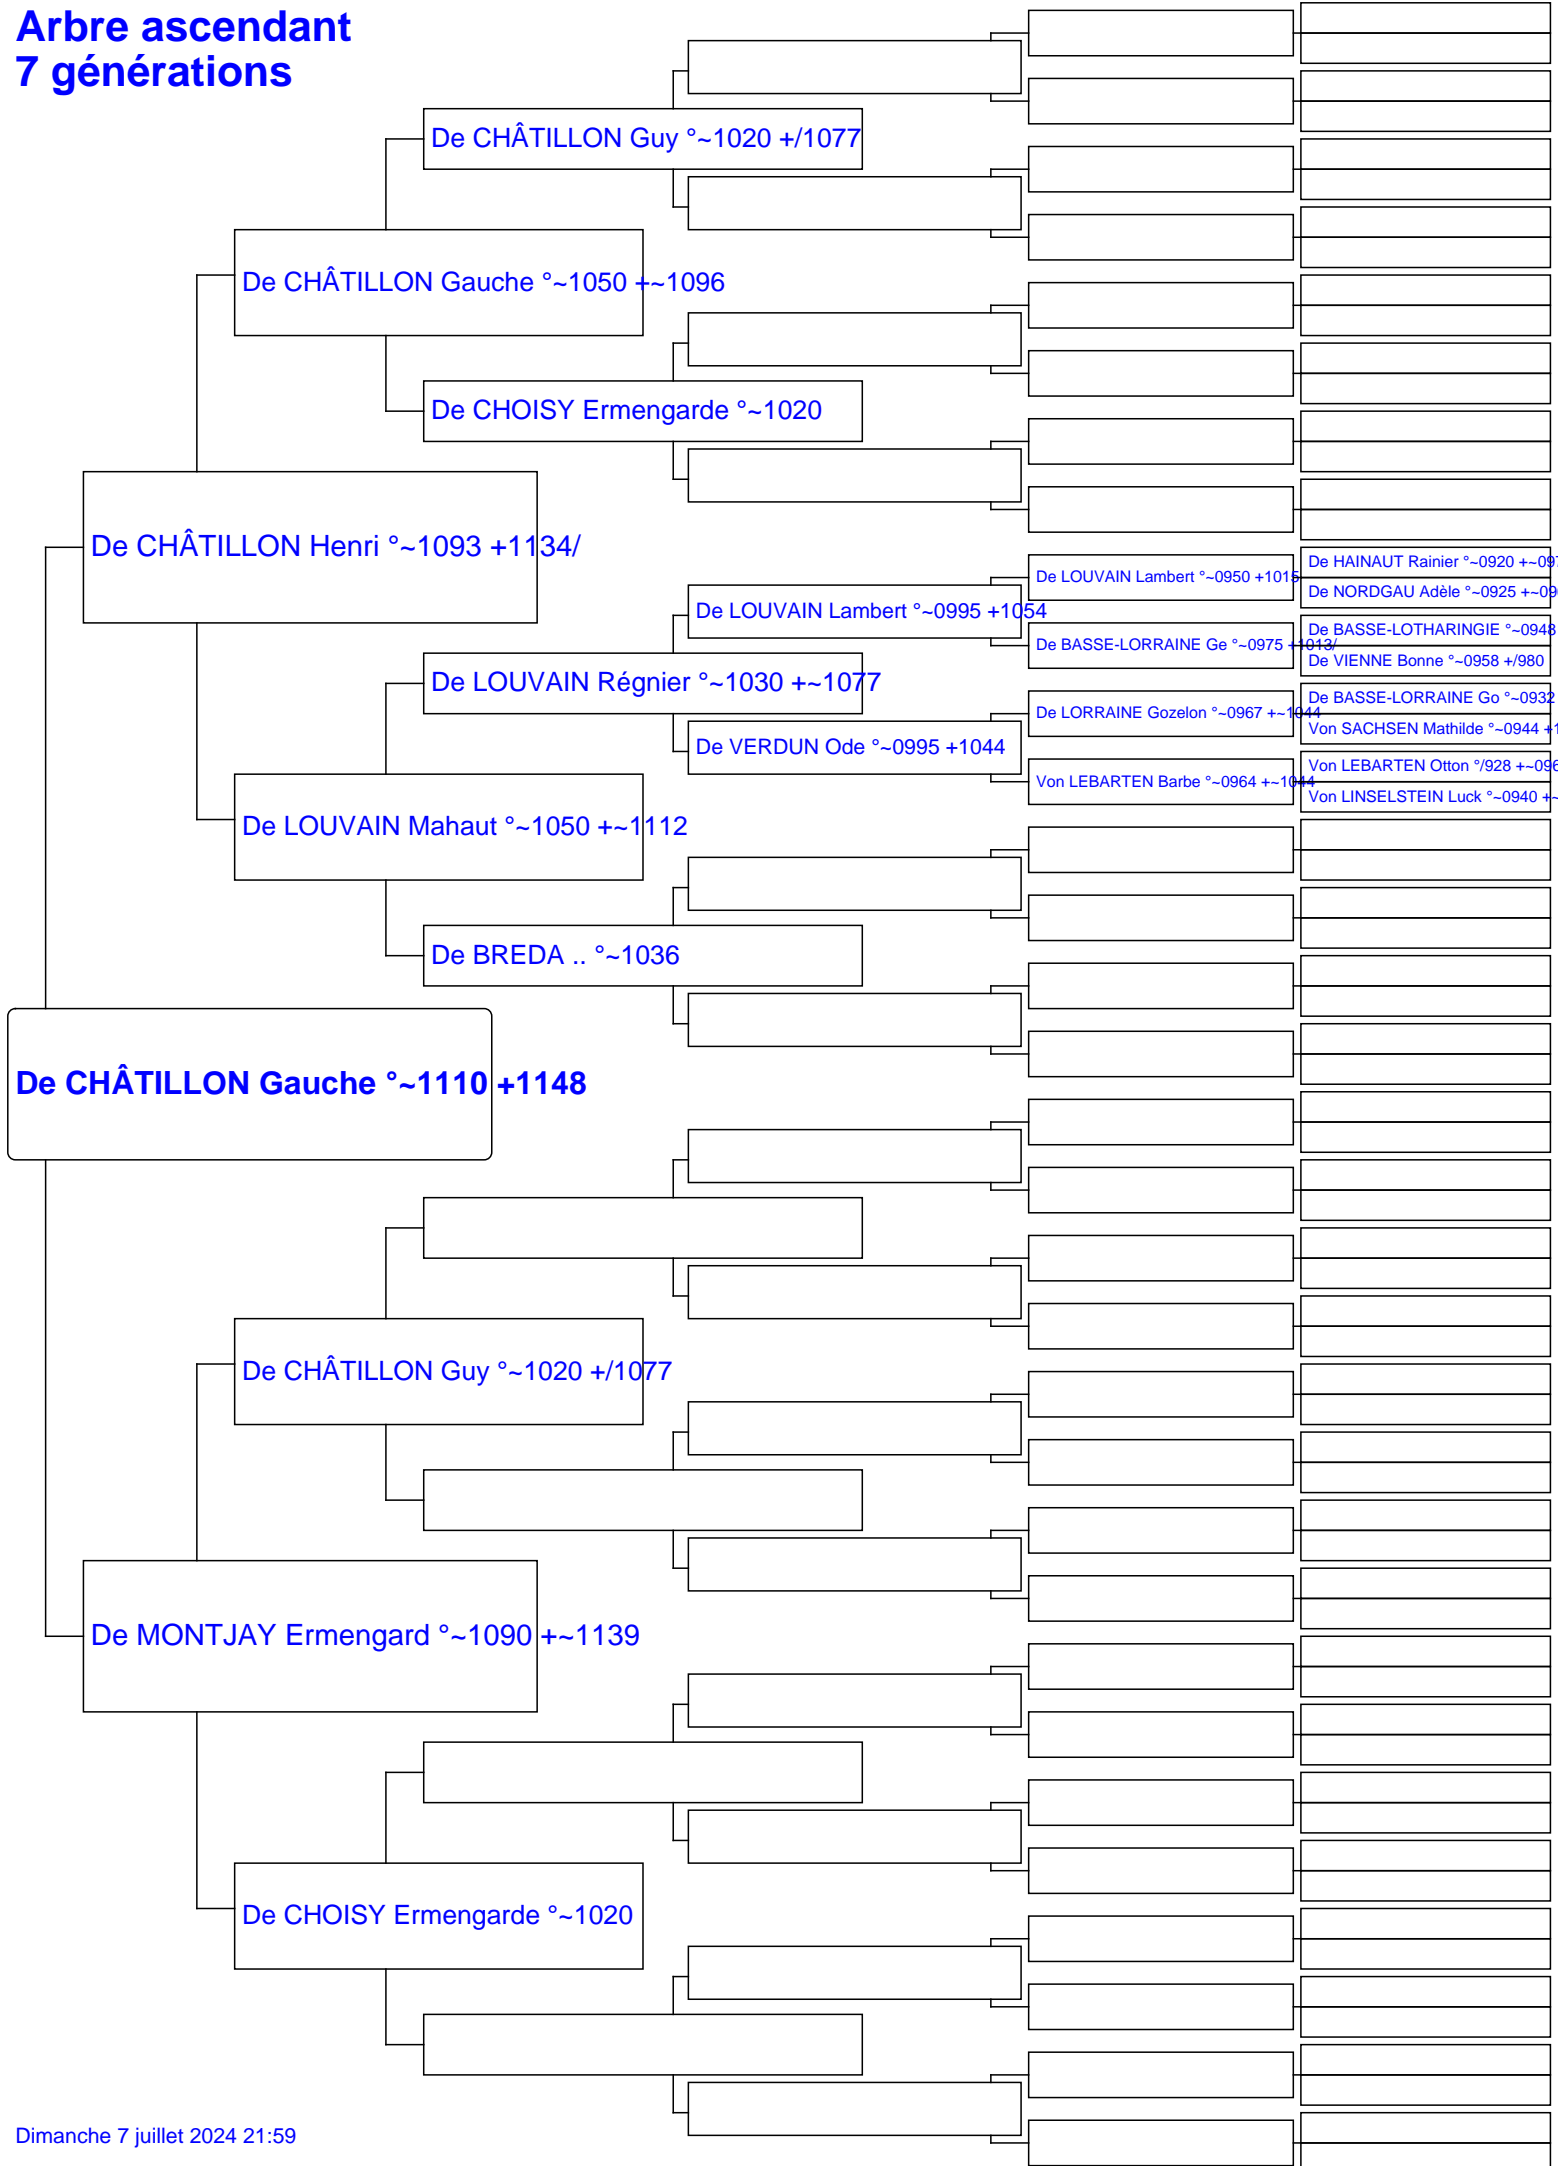 Arbre ascendant
7 générations
De CHÂTILLON Guy °~1020 +/1077
De CHÂTILLON Gauche °~1050 +~1096
De CHOISY Ermengarde °~1020
De CHÂTILLON Henri °~1093 +1134/
De HAINAUT Rainier °~0920 +~097
De LOUVAIN Lambert °~0950 +1015
De NORDGAU Adèle °~0925 +~09
De LOUVAIN Lambert °~0995 +1054
De BASSE-LOTHARINGIE °~0948
De BASSE-LORRAINE Ge °~0975 +1013/
De VIENNE Bonne °~0958 +/980
De LOUVAIN Régnier °~1030 +~1077
De BASSE-LORRAINE Go °~0932
De LORRAINE Gozelon °~0967 +~1044
Von SACHSEN Mathilde °~0944 +1
De VERDUN Ode °~0995 +1044
Von LEBARTEN Otton °/928 +~096
Von LEBARTEN Barbe °~0964 +~1044
Von LINSELSTEIN Luck °~0940 +~
De LOUVAIN Mahaut °~1050 +~1112
De BREDA .. °~1036
De CHÂTILLON Gauche °~1110 +1148
De CHÂTILLON Guy °~1020 +/1077
De MONTJAY Ermengard °~1090 +~1139
De CHOISY Ermengarde °~1020
Dimanche 7 juillet 2024 21:59